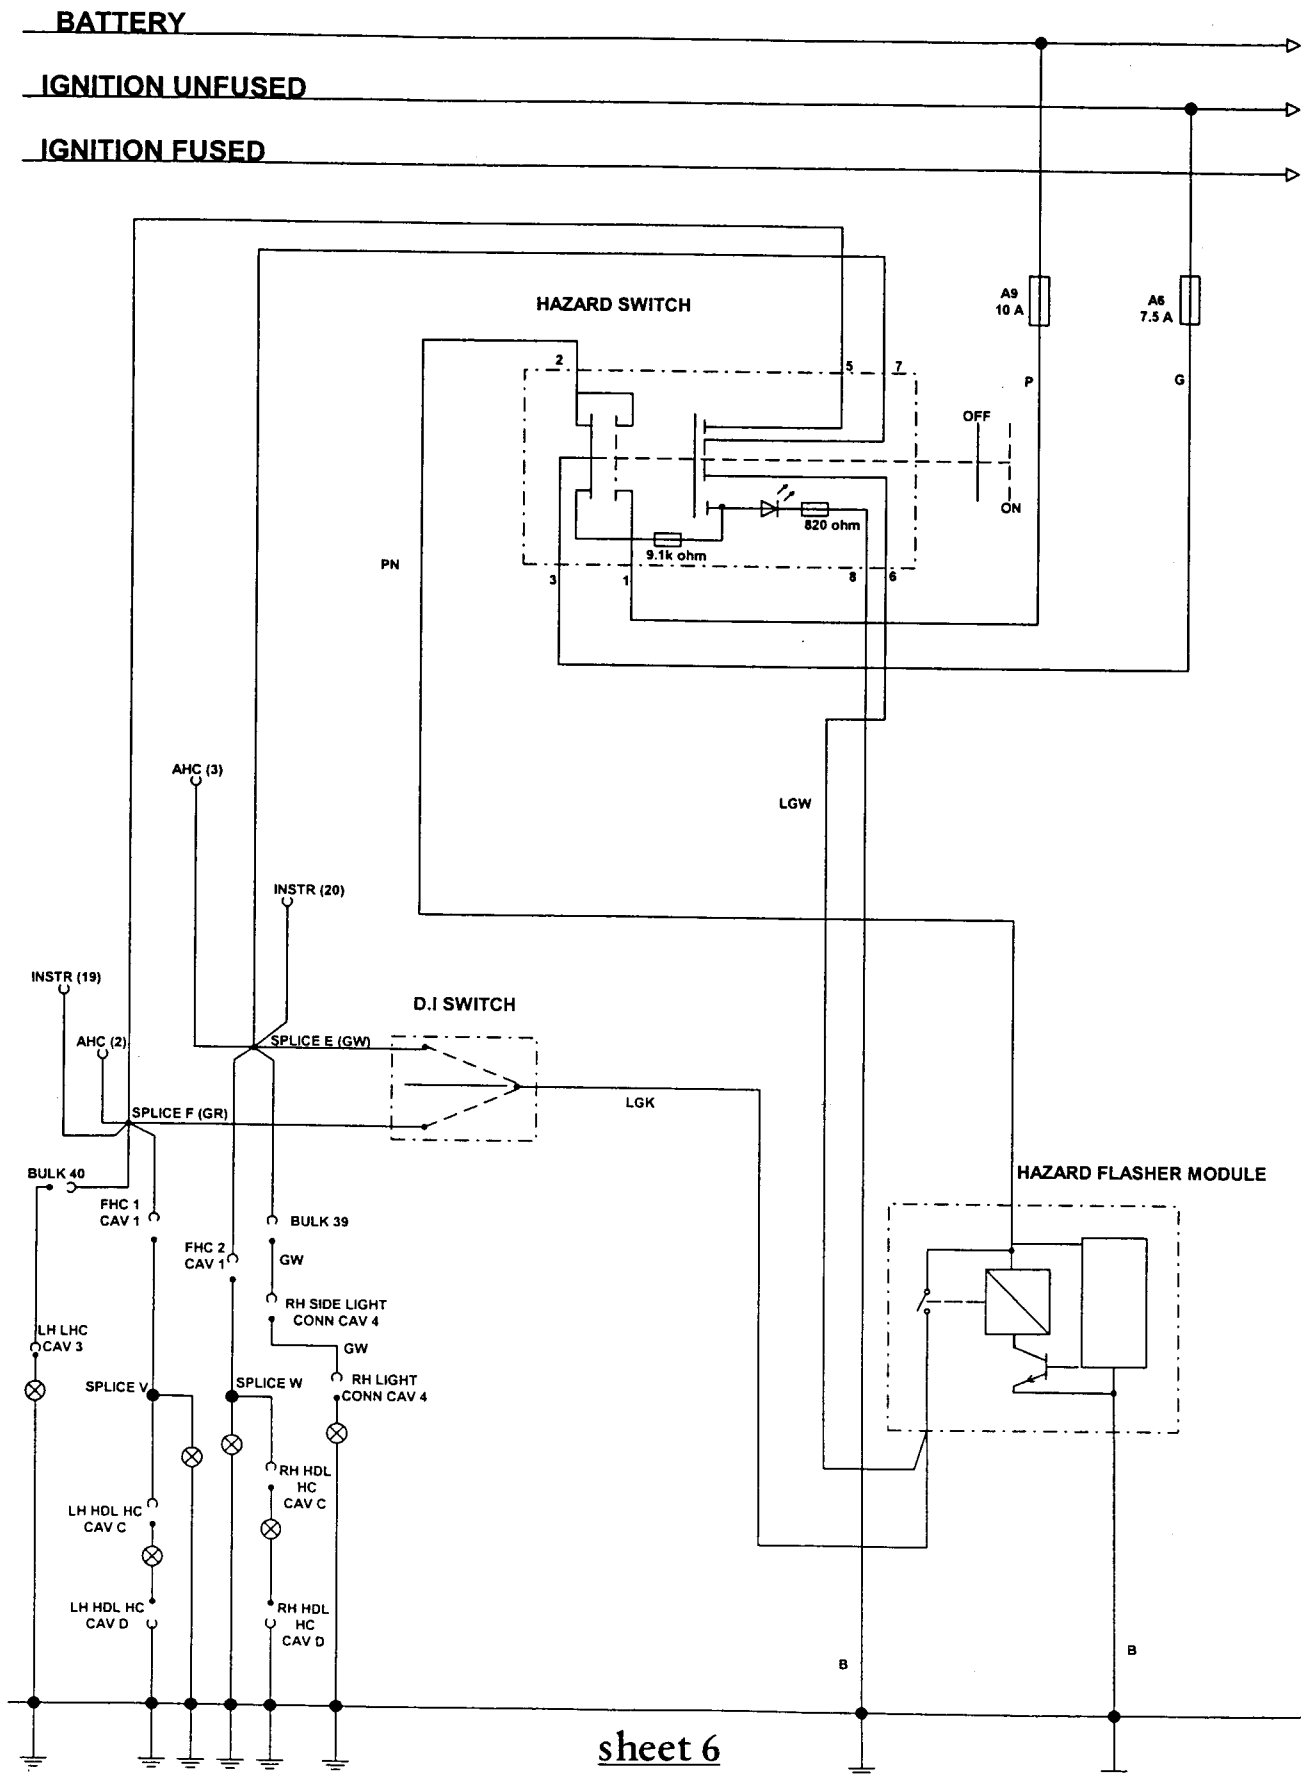 BATTERY
IGNITION UNFUSED
IGNITION FUSED
HAZARD SWITCH
A9
10 A
A6
7.5 A
2
5
7
P
G
OFF
ON
820 ohm
9.1k ohm
PN
3
1
8
6
AHC (3)
LGW
INSTR (20)
INSTR (19)
D.I SWITCH
AHC (2)
SPLICE E (GW)
SPLICE F (GR)
LGK
BULK 40
HAZARD FLASHER MODULE
FHC 1
CAV 1
BULK 39
FHC 2
CAV 1
GW
RH SIDE LIGHT
CONN CAV 4
LH LHC
CAV 3
GW
SPLICE V
SPLICE W
RH LIGHT
CONN CAV 4
RH HDL
HC
CAV C
LH HDL HC
CAV C
LH HDL HC
CAV D
RH HDL
HC
CAV D
B
B
sheet 6